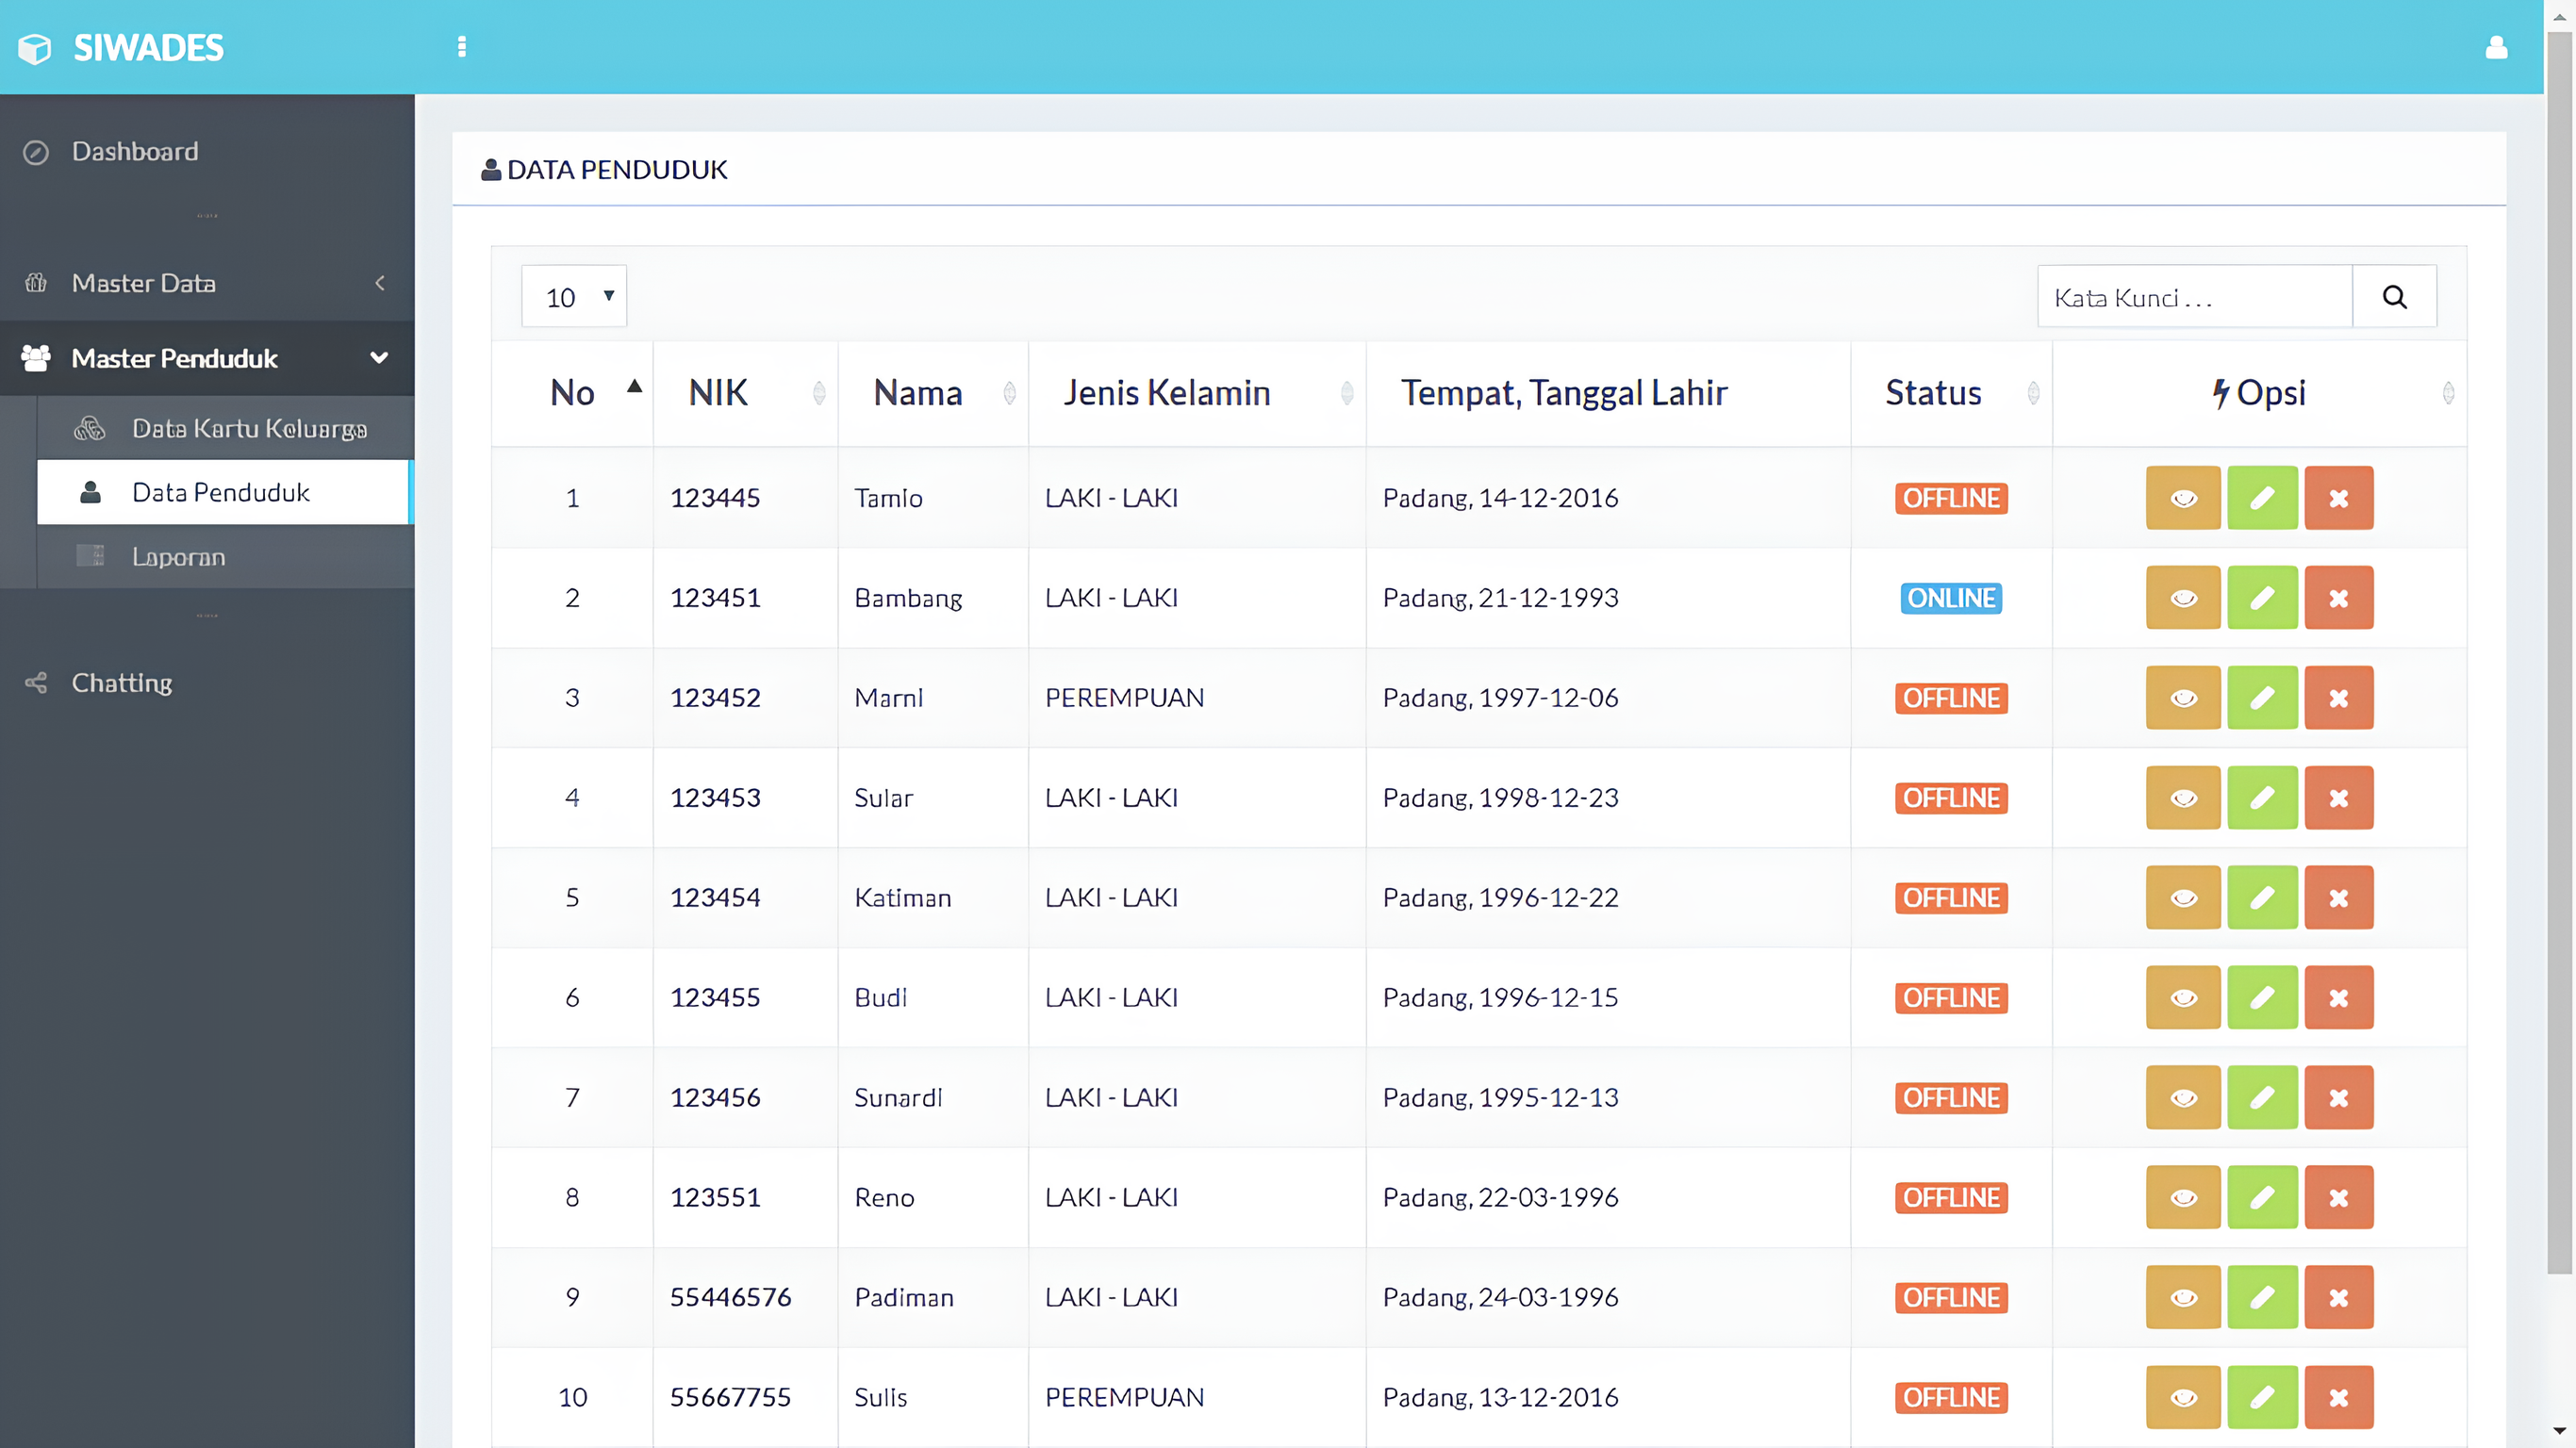 SIWADES
Dashboard
Master Data
Master Penduduk
Data Kartu Keluarga
Data Penduduk
Laporan
Chatting
DATA PENDUDUK
10
Kata Kunci ...
No NIK Nama Jenis Kelamin Tempat, Tanggal Lahir Status Opsi
1 123445 Tamio LAKI - LAKI Padang, 14-12-2016 OFFLINE
2 123451 Bambang LAKI - LAKI Padang, 21-12-1993 ONLINE
3 123452 Marni PEREMPUAN Padang, 1997-12-06 OFFLINE
4 123453 Sular LAKI - LAKI Padang, 1998-12-23 OFFLINE
5 123454 Katiman LAKI - LAKI Padang, 1996-12-22 OFFLINE
6 123455 Budi LAKI - LAKI Padang, 1996-12-15 OFFLINE
7 123456 Sunardi LAKI - LAKI Padang, 1995-12-13 OFFLINE
8 123551 Reno LAKI - LAKI Padang, 22-03-1996 OFFLINE
9 55446576 Padiman LAKI - LAKI Padang, 24-03-1996 OFFLINE
10 55667755 Sulis PEREMPUAN Padang, 13-12-2016 OFFLINE